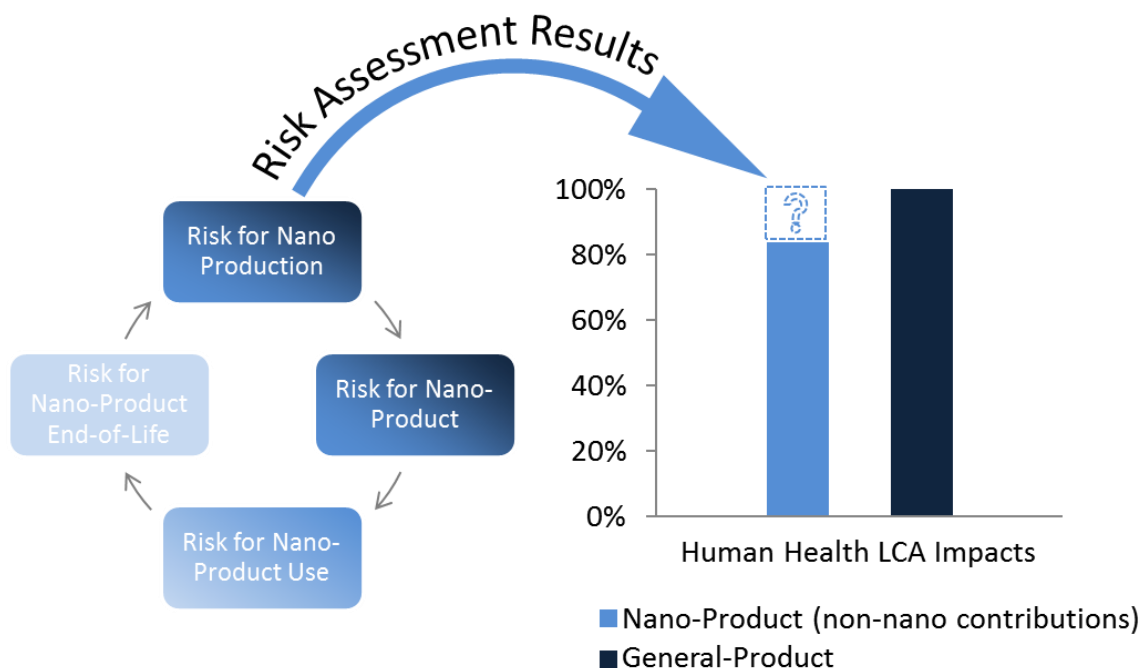 Risk Assessment Results
Risk for Nano
Production
Risk for Nano-
Product
Risk for Nano-
Product Use
Risk for
Nano-Product
End-of-Life
?
100%
80%
60%
40%
20%
0%
Human Health LCA Impacts
Nano-Product (non-nano contributions)
General-Product